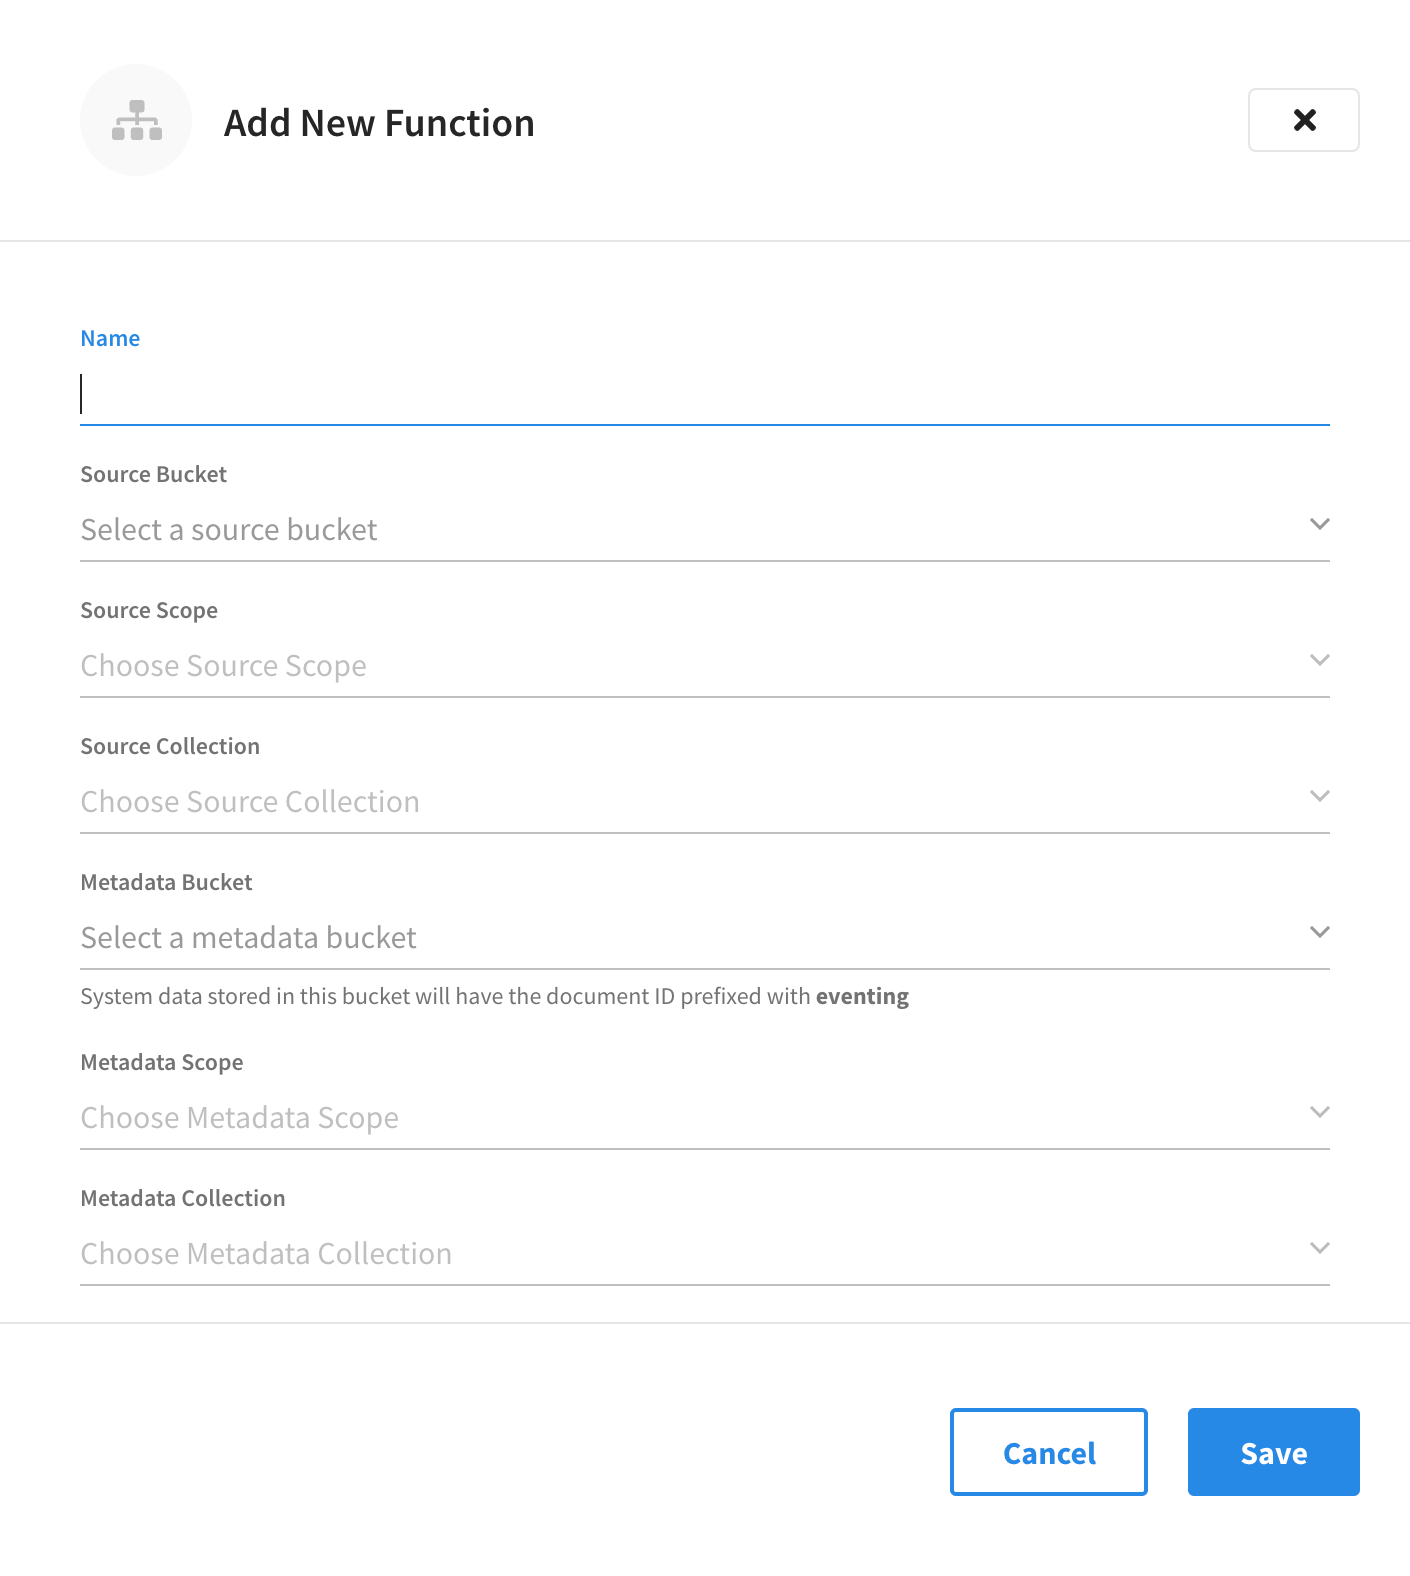 Add New Function
Name
Source Bucket
Select a source bucket
Source Scope
Choose Source Scope
Source Collection
Choose Source Collection
Metadata Bucket
Select a metadata bucket
System data stored in this bucket will have the document ID prefixed with eventing
Metadata Scope
Choose Metadata Scope
Metadata Collection
Choose Metadata Collection
Cancel
Save